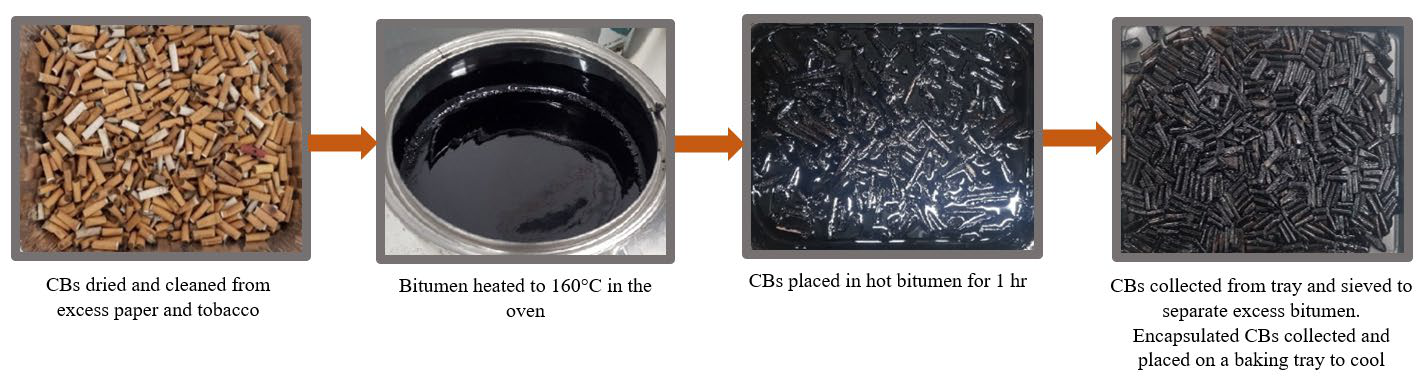 CBs dried and cleaned from
excess paper and tobacco
Bitumen heated to 160°C in the
oven
CBs placed in hot bitumen for 1 hr
CBs collected from tray and sieved to
separate excess bitumen.
Encapsulated CBs collected and
placed on a baking tray to cool